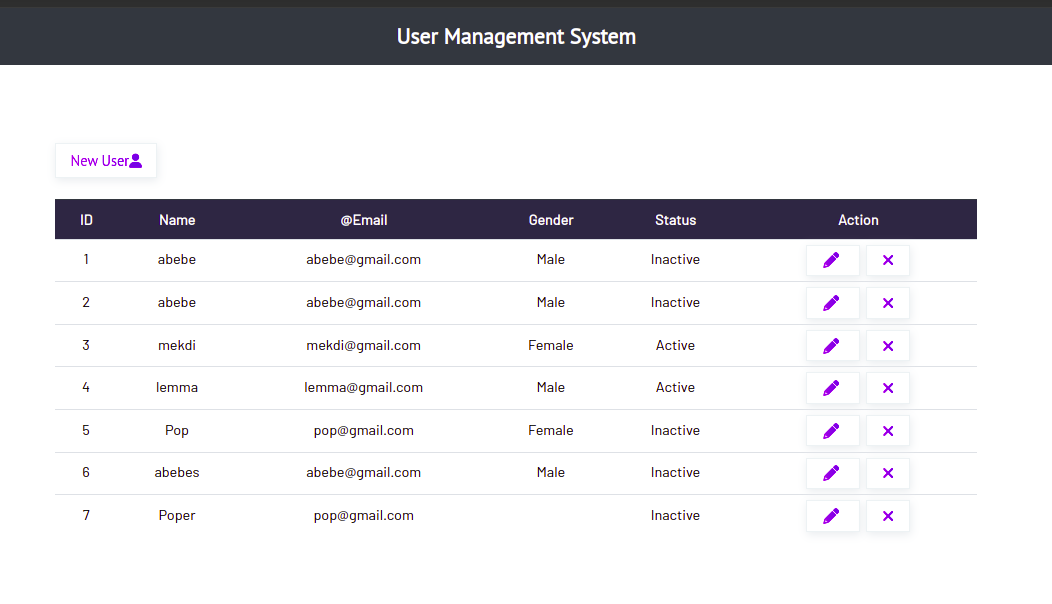 User Management System
New User
ID Name @Email Gender Status Action
1 abebe abebe@gmail.com Male Inactive
2 abebe abebe@gmail.com Male Inactive
3 mekdi mekdi@gmail.com Female Active
4 lemma lemma@gmail.com Male Active
5 Pop pop@gmail.com Female Inactive
6 abebes abebe@gmail.com Male Inactive
7 Poper pop@gmail.com Inactive